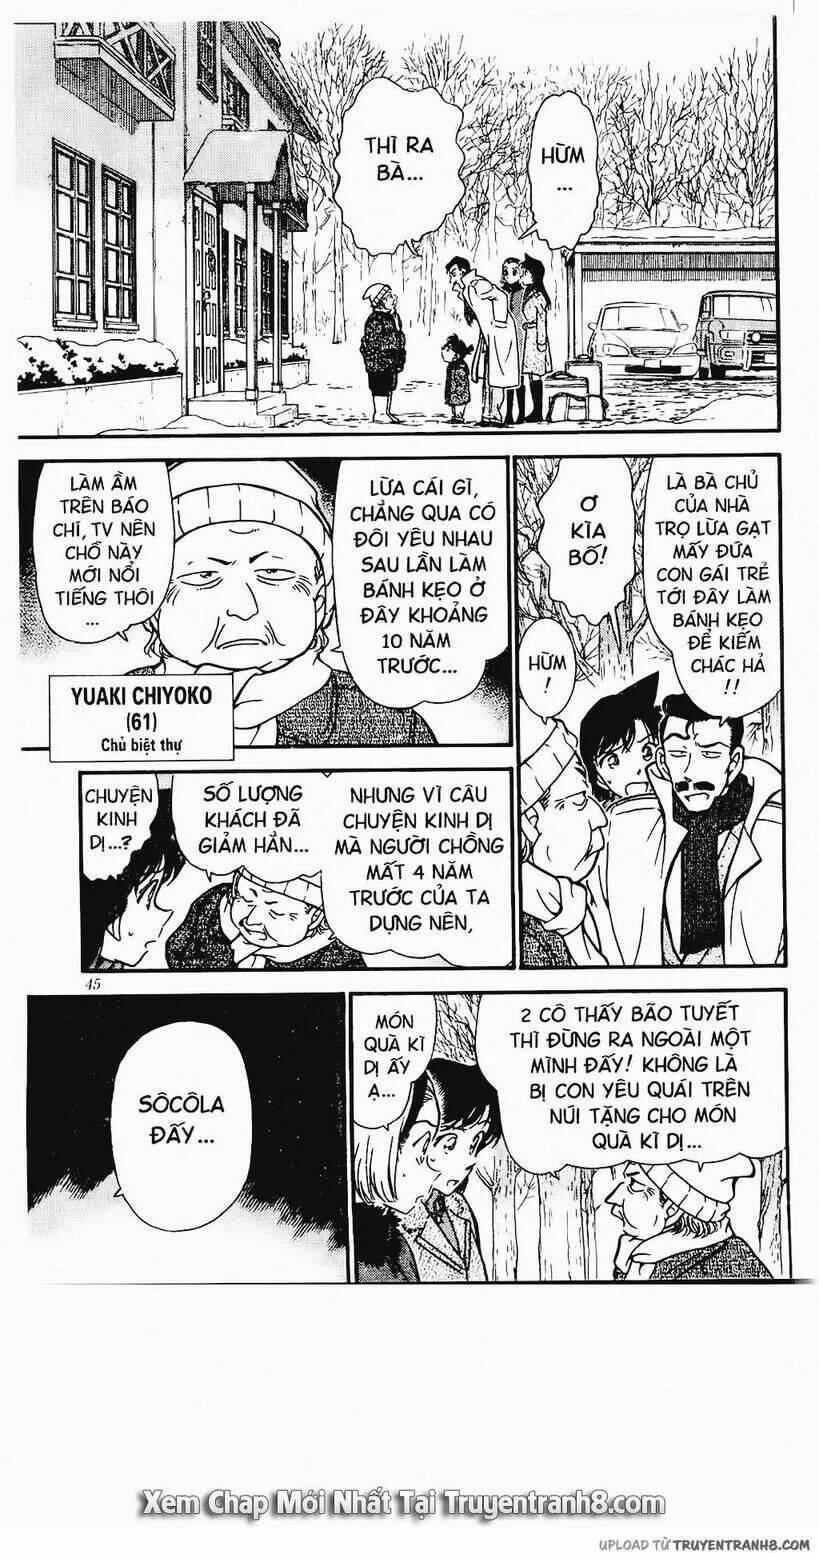 HỪM
...
THÌ RA
BÀ...
LÀ BÀ CHỦ
CỦA NHÀ
TRỌ LỪA GẠT
MẤY ĐỨA
CON GÁI TRẺ
TỚI ĐÂY LÀM
BÁNH KẸO
ĐỂ KIẾM
CHÁC HẢ
!!
Ơ
KÌA
BỐ!
HỪM
!
LỪA CÁI GÌ,
CHẲNG QUA CÓ
ĐÔI YÊU NHAU
SAU LẦN LÀM
BÁNH KẸO Ở
ĐÂY KHOẢNG
10 NĂM
TRƯỚC...
LÀM ẦM
TRÊN BÁO
CHÍ, TV NÊN
CHỖ NÀY
MỚI NỔI
TIẾNG THÔI
...
YUAKI CHIYOKO
(61)
Chủ biệt thự
NHƯNG VÌ CÂU
CHUYỆN KINH DỊ
MÀ NGƯỜI CHỒNG
MẤT 4 NĂM
TRƯỚC CỦA TA
DỰNG NÊN,
SỐ LƯỢNG
KHÁCH ĐÃ
GIẢM HẲN...
CHUYỆN
KINH
DỊ...?
45
2 CÔ THẤY BÃO TUYẾT
THÌ ĐỪNG RA NGOÀI MỘT
MÌNH ĐẤY! KHÔNG LÀ
BỊ CON YÊU QUÁI TRÊN
NÚI TẶNG CHO MÓN
QUÀ KÌ DỊ...
MÓN
QUÀ KÌ
DỊ ẤY
Ạ...
SÔCÔLA
ĐẤY...
Xem Chap Mới Nhất Tại Truyentranh8.com
UPLOAD TỪ TRUYENTRANH8.COM